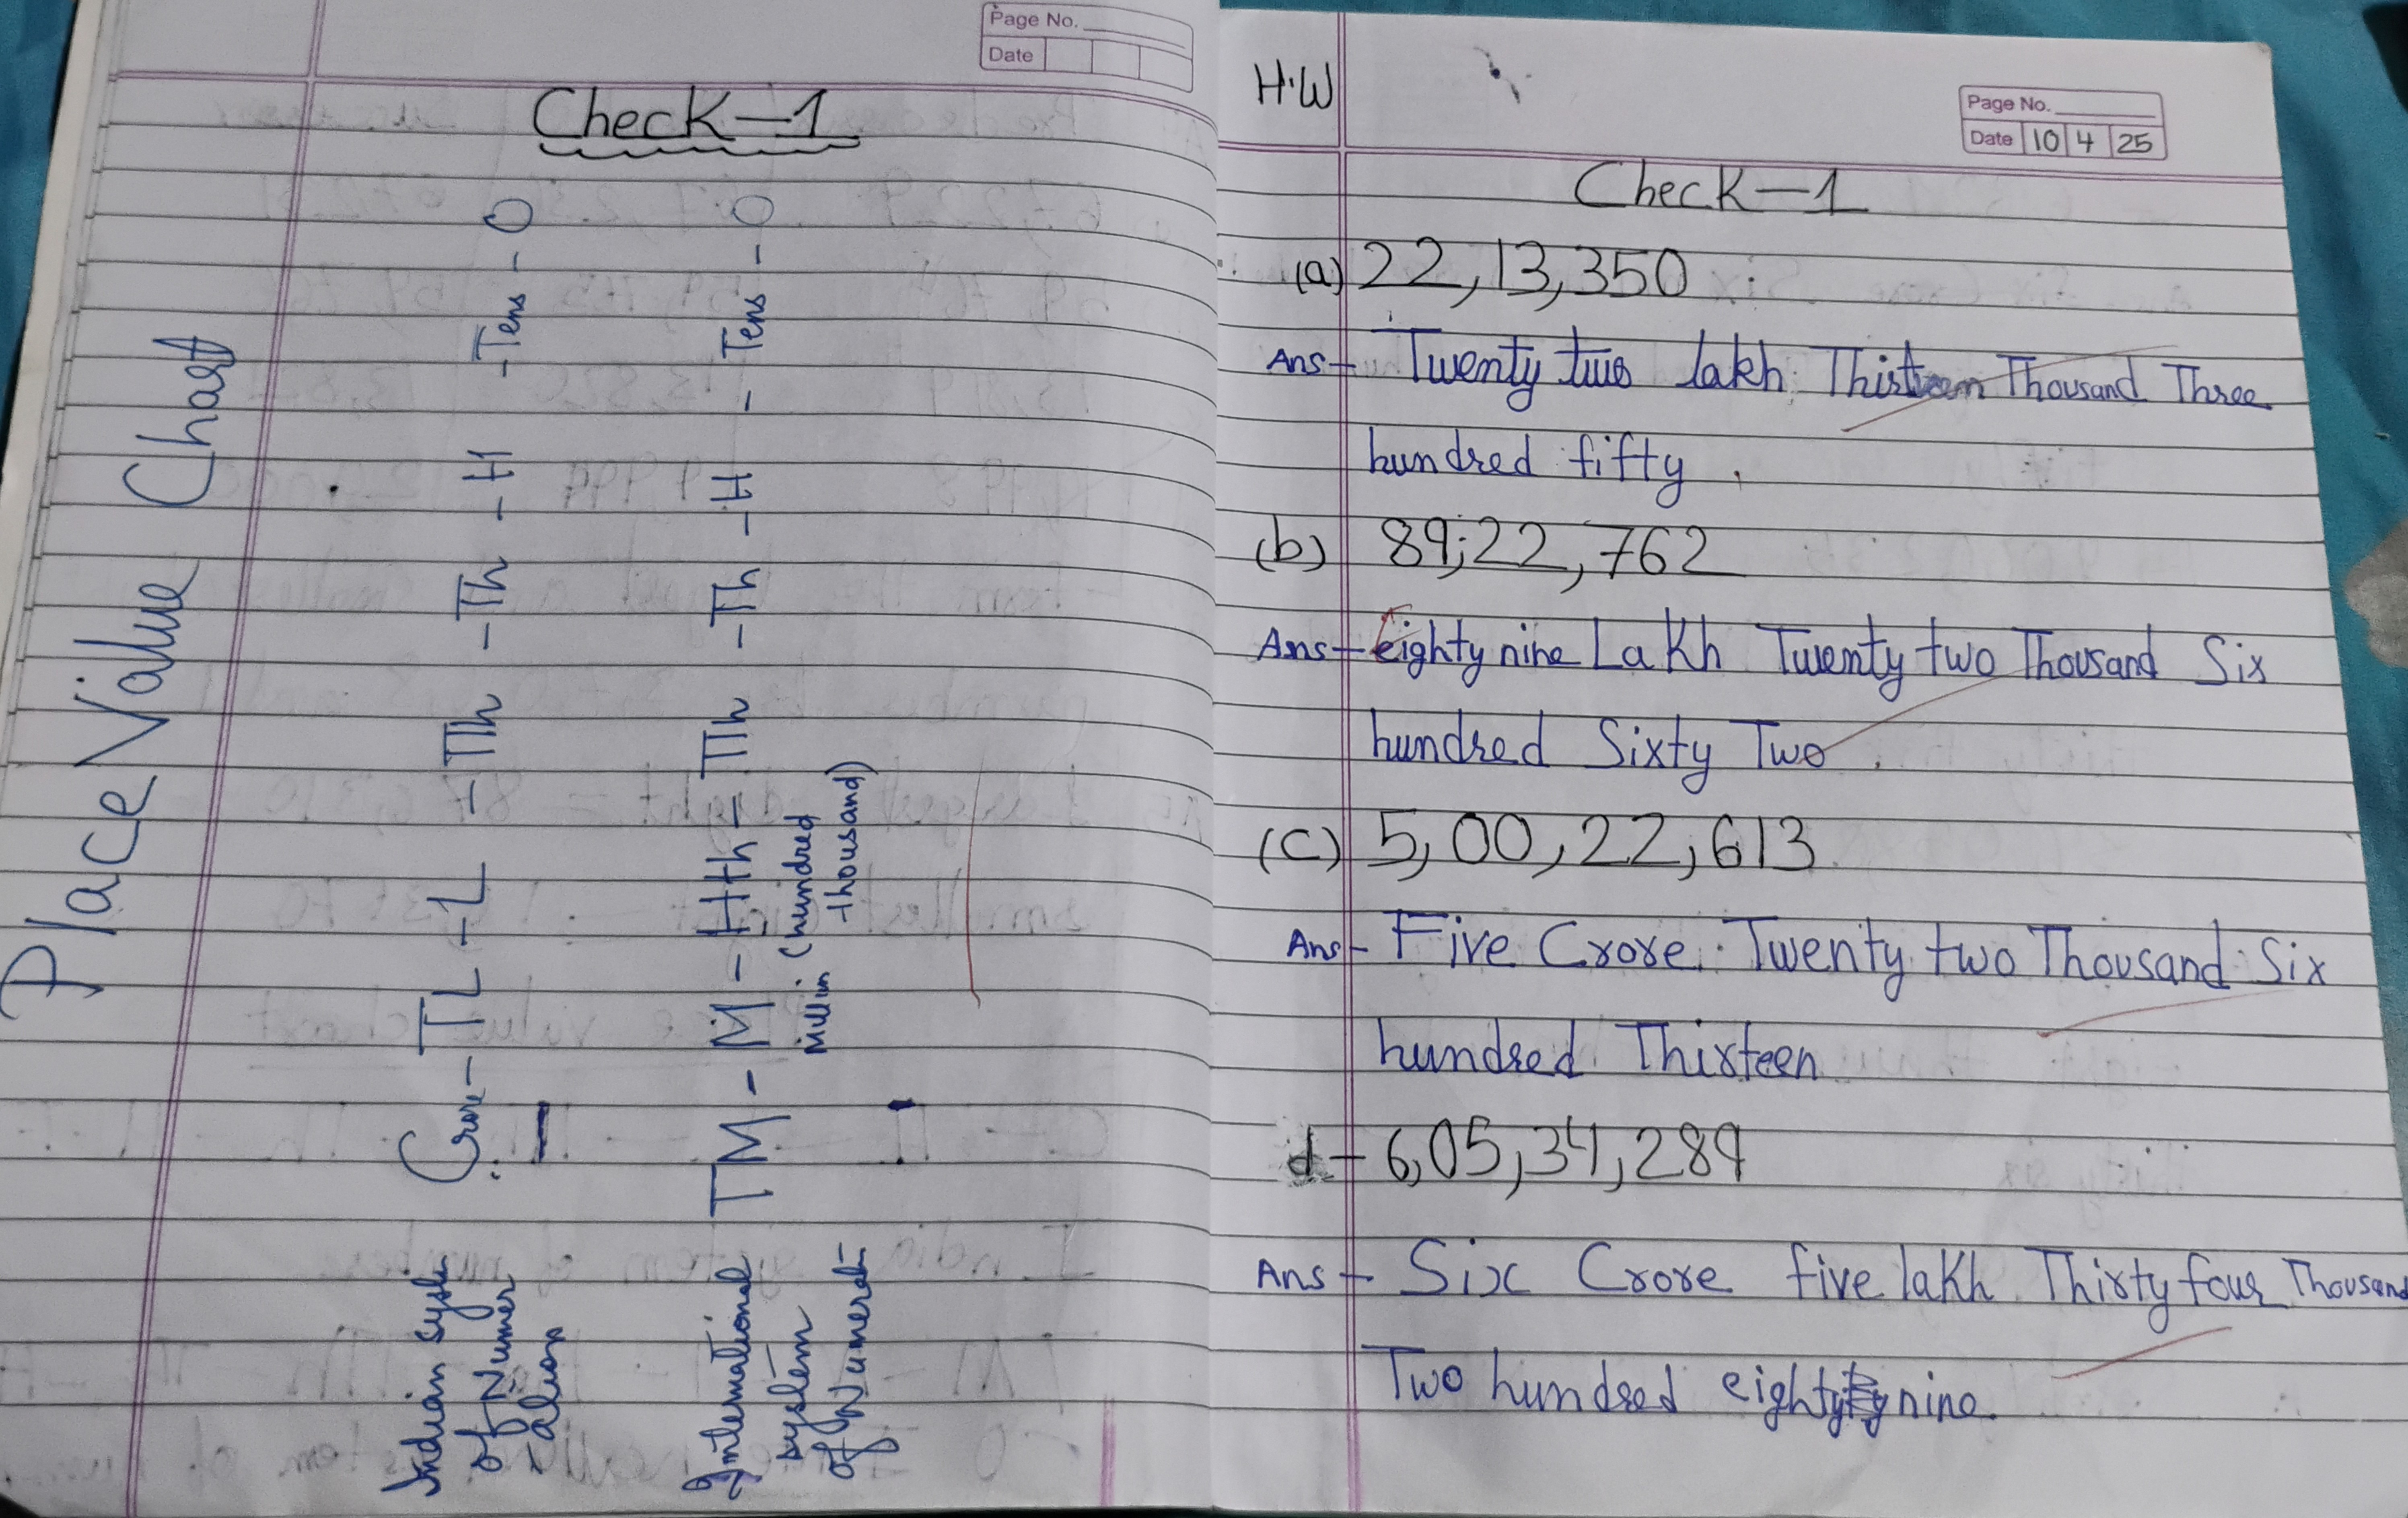 Page No.
Date
Check-1
Place Value Chart
Indian System of Numer-
ation
Crore - TL - L - TTh - Th - H - Tens - O
International system of Numerat-
TM - M - Hth - TTh - Th - H - Tens - O
(hundred
thousand)
H.W
Page No.
Date 10 4 25
Check-1
(a) 22,13,350
Ans- Twenty two lakh Thirteen Thousand Three
hundred fifty.
(b) 89,22,762
Ans- eighty nine Lakh Twenty two Thousand Six
hundred Sixty Two.
(C) 5,00,22,613
Ans- Five Crore Twenty two Thousand Six
hundred Thirteen
d- 6,05,34,289
Ans- Six Crore five lakh Thirty four Thousand
Two hundred eighty nine.